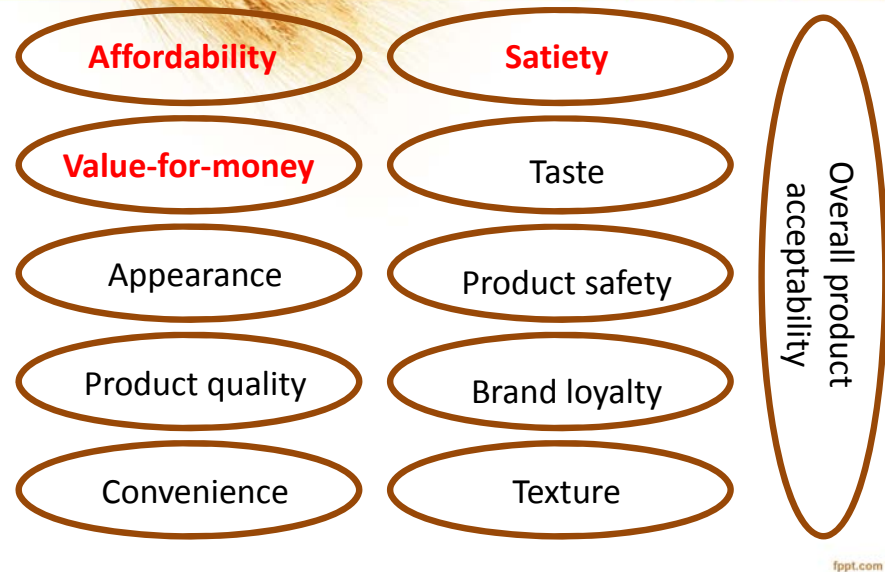 Affordability
Satiety
Value-for-money
Taste
Appearance
Product safety
Product quality
Brand loyalty
Convenience
Texture
Overall product
acceptability
fppt.com